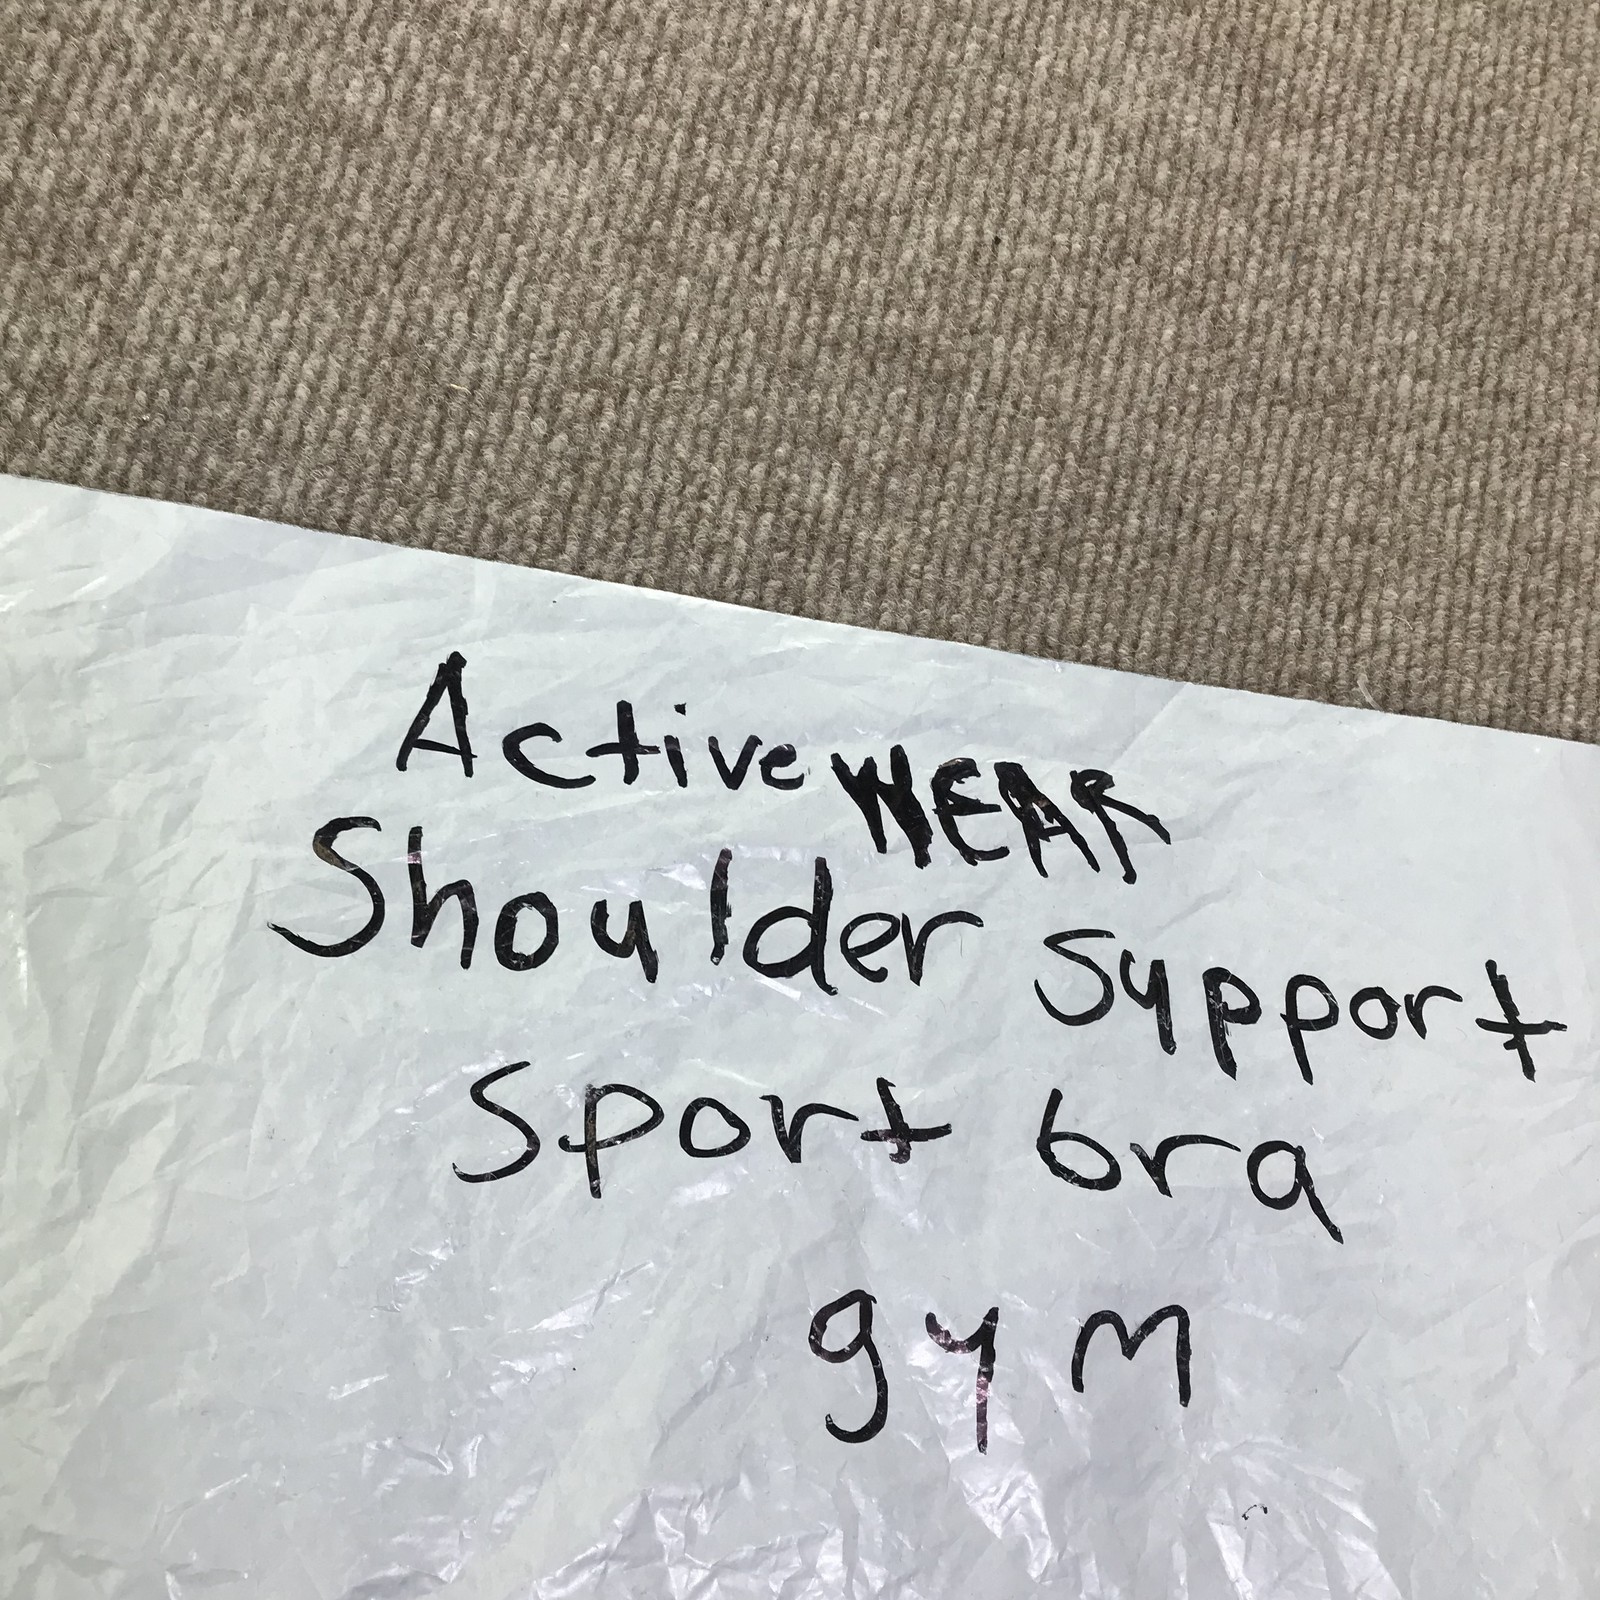 Active WEAR
Shoulder support
Sport bra
gym